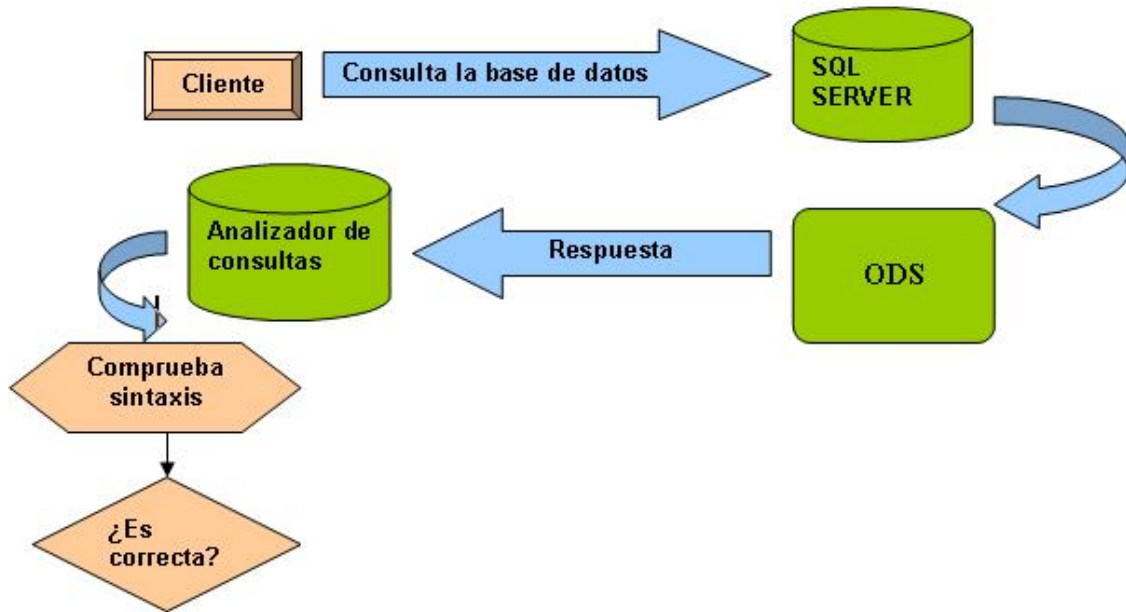 Cliente
Consulta la base de datos
SQL
SERVER
Analizador de
consultas
Respuesta
ODS
Comprueba
sintaxis
¿Es
correcta?